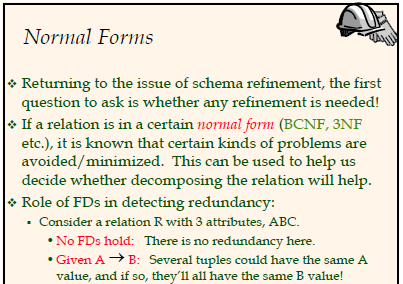 Normal Forms
❖ Returning to the issue of schema refinement, the first
question to ask is whether any refinement is needed!
❖ If a relation is in a certain normal form (BCNF, 3NF
etc.), it is known that certain kinds of problems are
avoided/minimized. This can be used to help us
decide whether decomposing the relation will help.
❖ Role of FDs in detecting redundancy:
▪ Consider a relation R with 3 attributes, ABC.
• No FDs hold: There is no redundancy here.
• Given A → B: Several tuples could have the same A
value, and if so, they'll all have the same B value!